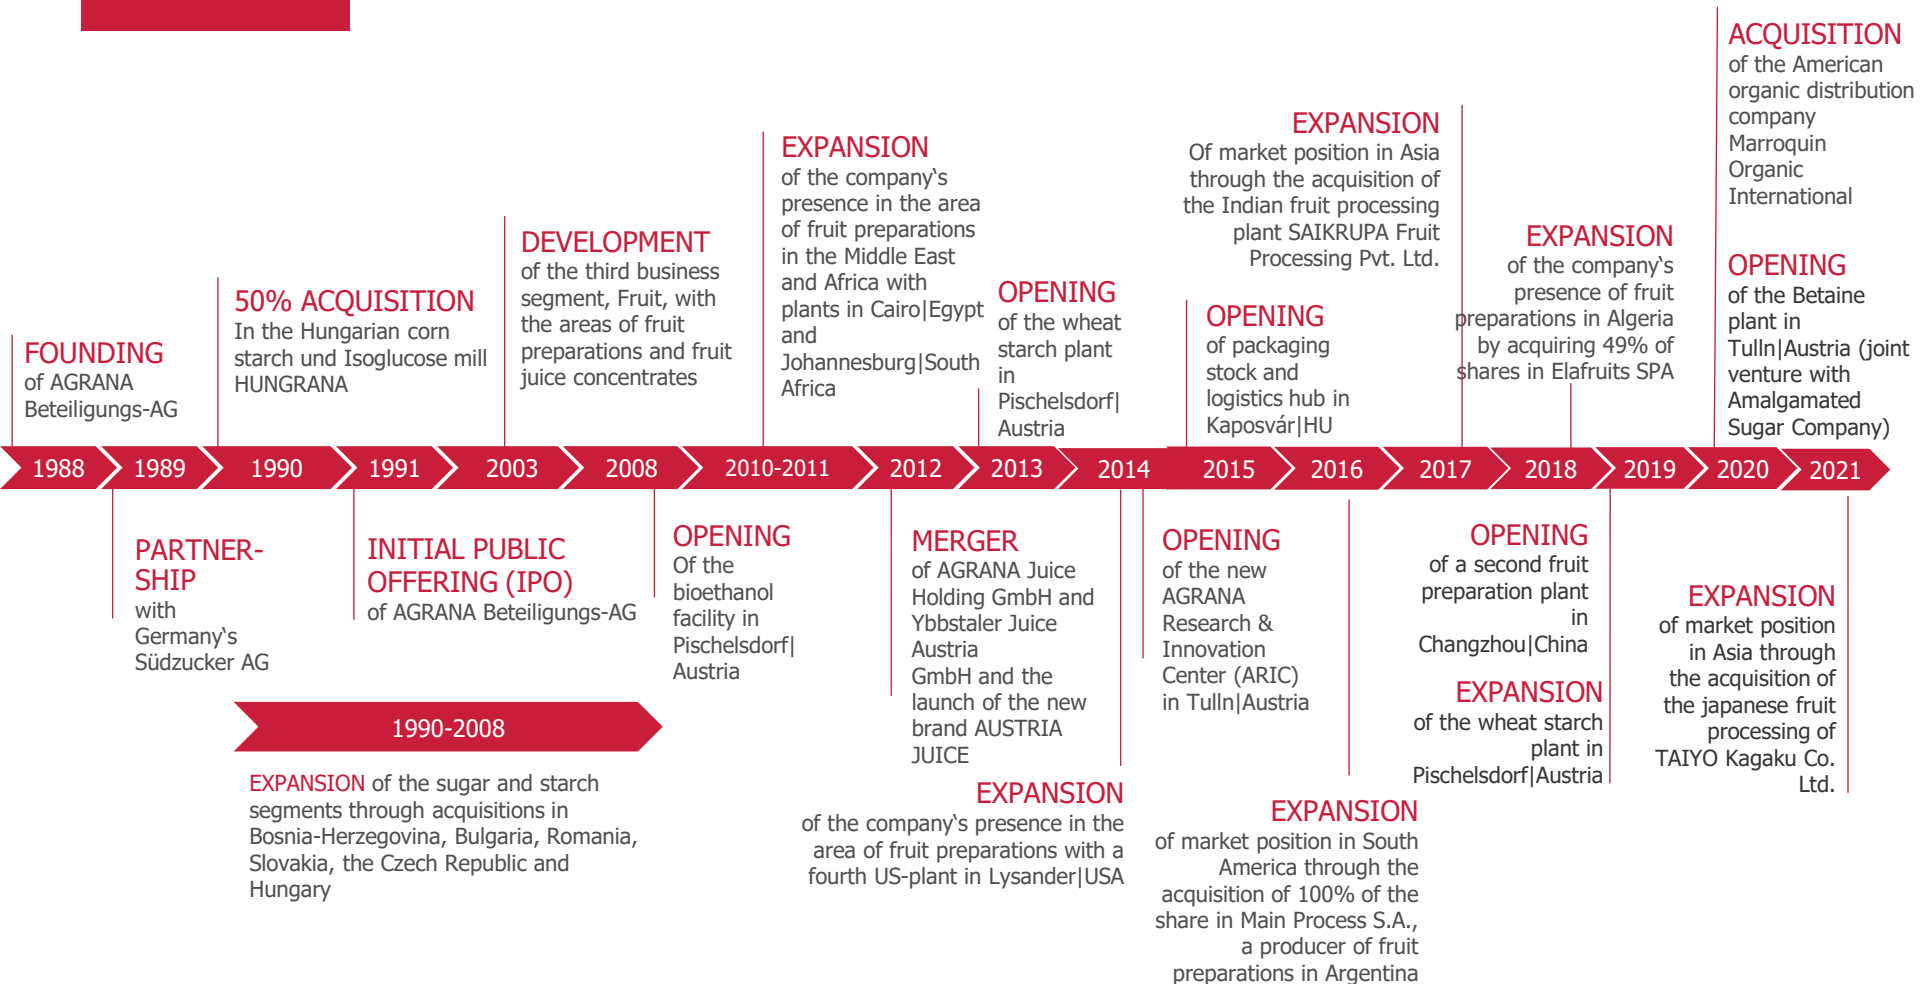 FOUNDING
of AGRANA
Beteiligungs-AG
50% ACQUISITION
In the Hungarian corn
starch und Isoglucose mill
HUNGRANA
DEVELOPMENT
of the third business
segment, Fruit, with
the areas of fruit
preparations and fruit
juice concentrates
EXPANSION
of the company‘s
presence in the area
of fruit preparations
in the Middle East
and Africa with
plants in Cairo|Egypt
and
Johannesburg|South
Africa
OPENING
of the wheat
starch plant
in
Pischelsdorf|
Austria
EXPANSION
Of market position in Asia
through the acquisition of
the Indian fruit processing
plant SAIKRUPA Fruit
Processing Pvt. Ltd.
OPENING
of packaging
stock and
logistics hub in
Kaposvár|HU
EXPANSION
of the company‘s
presence of fruit
preparations in Algeria
by acquiring 49% of
shares in Elafruits SPA
ACQUISITION
of the American
organic distribution
company
Marroquin
Organic
International
OPENING
of the Betaine
plant in
Tulln|Austria (joint
venture with
Amalgamated
Sugar Company)
1988 1989 1990 1991 2003 2008 2010-2011 2012 2013 2014 2015 2016 2017 2018 2019 2020 2021
PARTNER-
SHIP
with
Germany‘s
Südzucker AG
INITIAL PUBLIC
OFFERING (IPO)
of AGRANA Beteiligungs-AG
OPENING
Of the
bioethanol
facility in
Pischelsdorf|
Austria
MERGER
of AGRANA Juice
Holding GmbH and
Ybbstaler Juice
Austria
GmbH and the
launch of the new
brand AUSTRIA
JUICE
OPENING
of the new
AGRANA
Research &
Innovation
Center (ARIC)
in Tulln|Austria
OPENING
of a second fruit
preparation plant
in
Changzhou|China
EXPANSION
of the wheat starch
plant in
Pischelsdorf|Austria
EXPANSION
of market position
in Asia through
the acquisition of
the japanese fruit
processing of
TAIYO Kagaku Co.
Ltd.
1990-2008
EXPANSION of the sugar and starch
segments through acquisitions in
Bosnia-Herzegovina, Bulgaria, Romania,
Slovakia, the Czech Republic and
Hungary
EXPANSION
of the company‘s presence in the
area of fruit preparations with a
fourth US-plant in Lysander|USA
EXPANSION
of market position in South
America through the
acquisition of 100% of the
share in Main Process S.A.,
a producer of fruit
preparations in Argentina